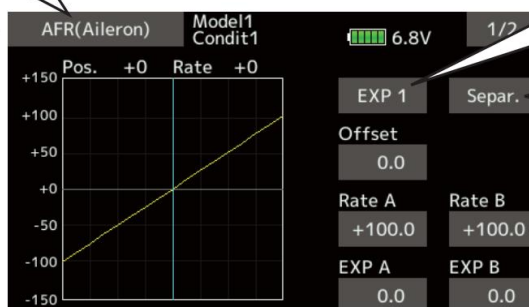 AFR(Aileron)
Model1
Condit1
6.8V
1/2
Pos. +0 Rate +0
+150
+100
+50
+0
-50
-100
-150
EXP 1
Separ.
Offset
0.0
Rate A
Rate B
+100.0
+100.0
EXP A
EXP B
0.0
0.0